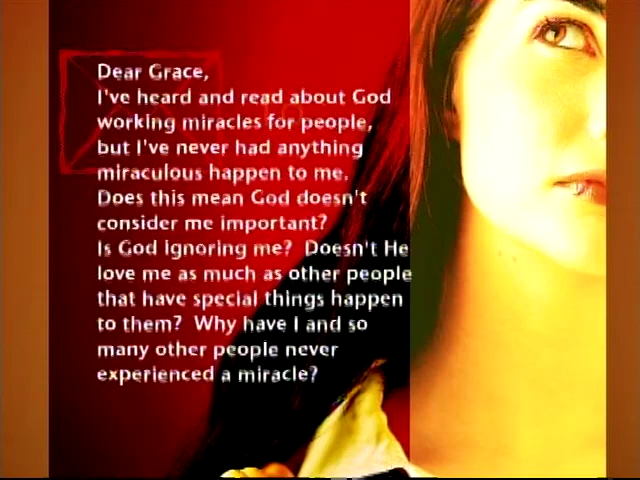 Dear Grace,
I've heard and read about God
working miracles for people,
but I've never had anything
miraculous happen to me.
Does this mean God doesn't
consider me important?
Is God ignoring me?  Doesn't He
love me as much as other people
that have special things happen
to them?  Why have I and so
many other people never
experienced a miracle?